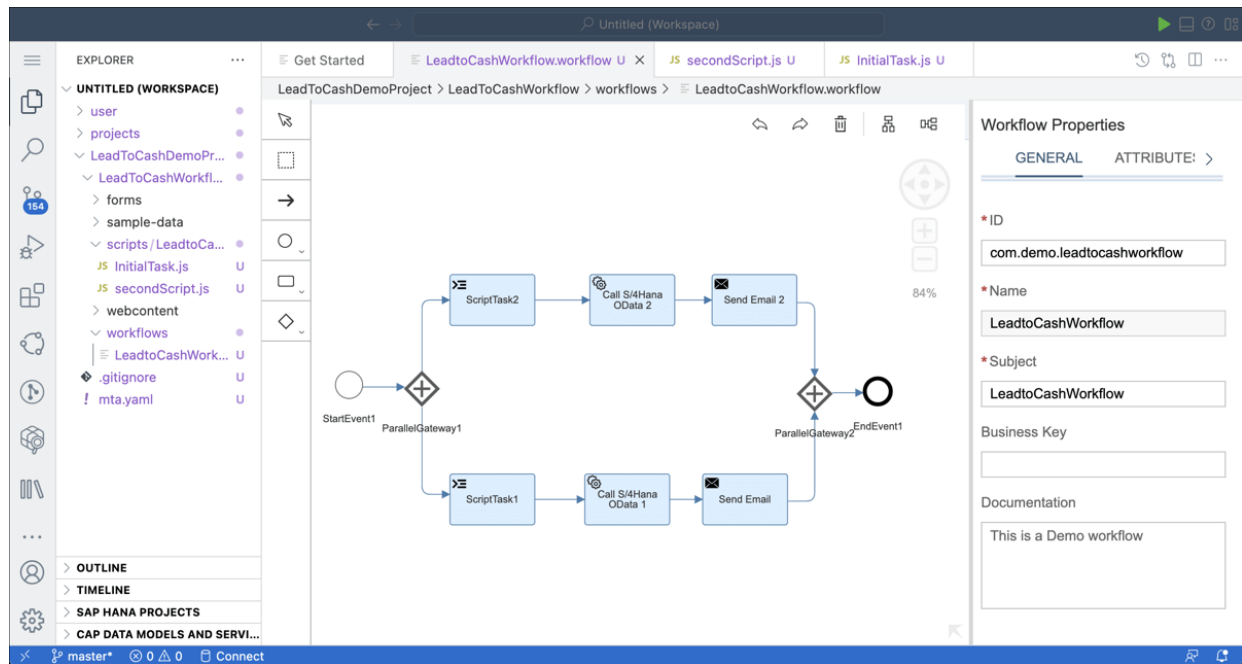 Untitled (Workspace)
EXPLORER
Get Started
LeadtoCashWorkflow.workflow U
JS secondScript.js U
JS InitialTask.js U
UNTITLED (WORKSPACE)
LeadToCashDemoProject > LeadToCashWorkflow > workflows > LeadtoCashWorkflow.workflow
user
projects
LeadToCashDemoPr...
LeadToCashWorkfl...
forms
sample-data
scripts/LeadtoCa...
JS InitialTask.js U
JS secondScript.js U
webcontent
workflows
LeadtoCashWork... U
.gitignore U
! mta.yaml U
154
OUTLINE
TIMELINE
SAP HANA PROJECTS
CAP DATA MODELS AND SERVI...
84%
ScriptTask2
Call S/4Hana
OData 2
Send Email 2
StartEvent1
ParallelGateway1
ParallelGateway2
EndEvent1
ScriptTask1
Call S/4Hana
OData 1
Send Email
Workflow Properties
GENERAL
ATTRIBUTE:
*ID
com.demo.leadtocashworkflow
*Name
LeadtoCashWorkflow
*Subject
LeadtoCashWorkflow
Business Key
Documentation
This is a Demo workflow
master*
0
0
Connect